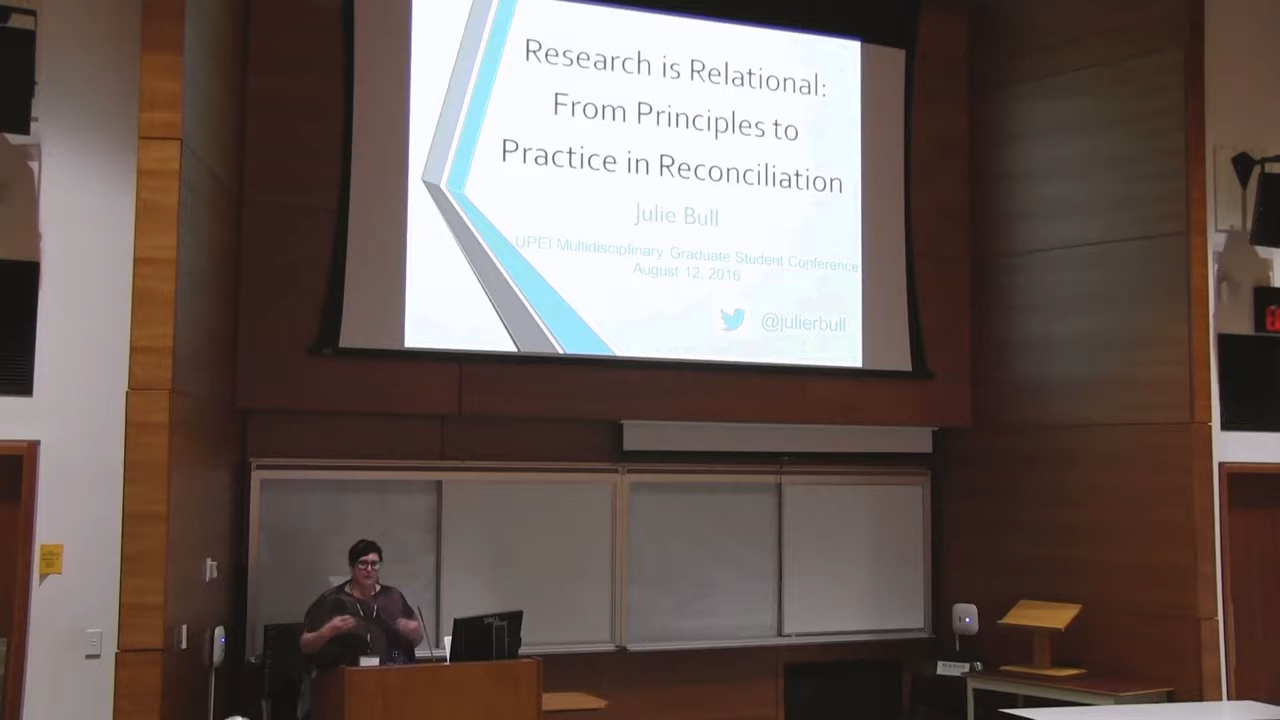 Research is Relational:
From Principles to
Practice in Reconciliation
Julie Bull
UPEI Multidisciplinary Graduate Student Conference
August 12, 2016
@julierbull
DELL